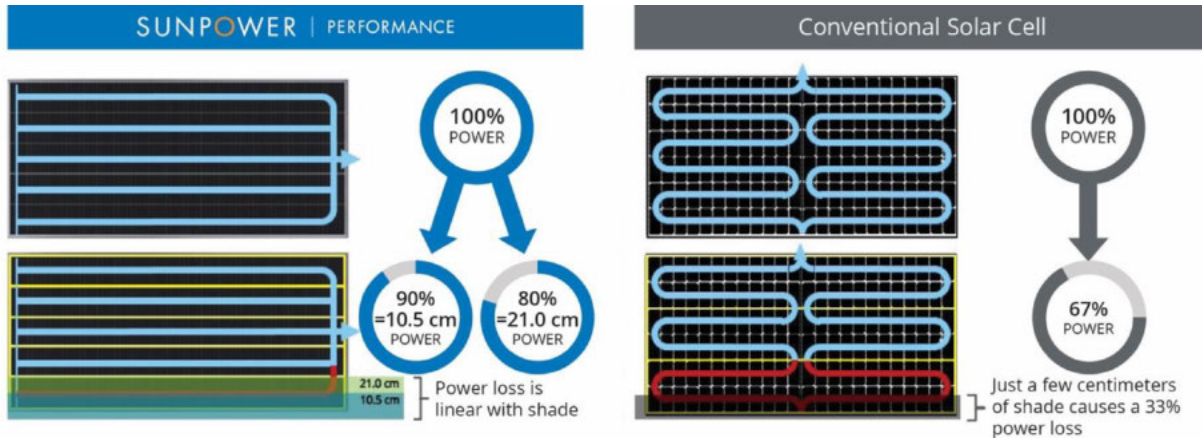 SUNPOWER | PERFORMANCE
100%
POWER
90%
=10.5 cm
POWER
80%
=21.0 cm
POWER
21.0 cm
10.5 cm
Power loss is
linear with shade
Conventional Solar Cell
100%
POWER
67%
POWER
Just a few centimeters
of shade causes a 33%
power loss